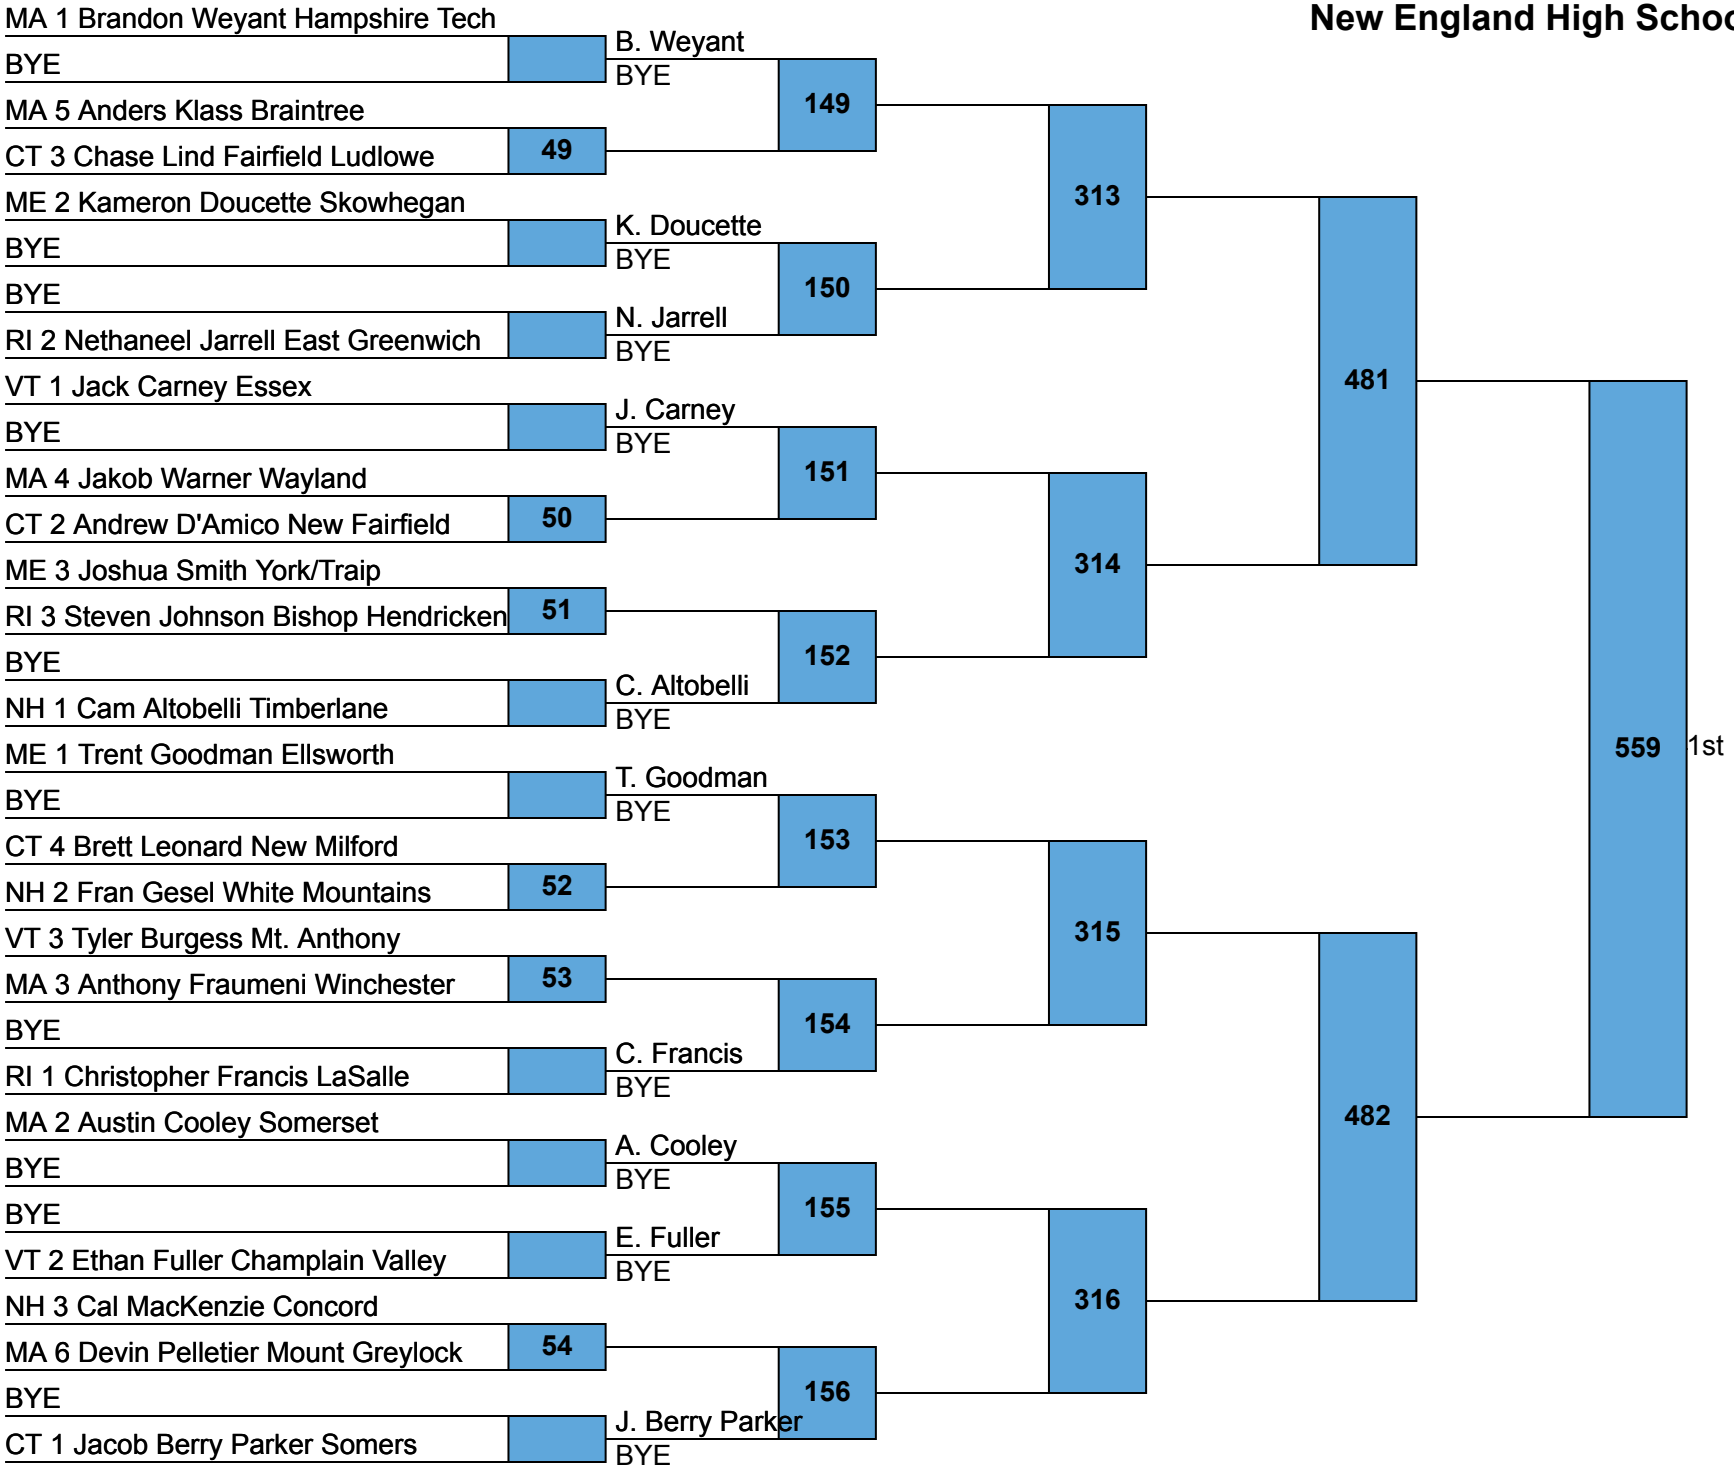 New England High Schoo
MA 1 Brandon Weyant Hampshire Tech
BYE
B. Weyant
BYE
149
MA 5 Anders Klass Braintree
49
CT 3 Chase Lind Fairfield Ludlowe
313
ME 2 Kameron Doucette Skowhegan
BYE
K. Doucette
BYE
150
BYE
N. Jarrell
RI 2 Nethaneel Jarrell East Greenwich
BYE
481
VT 1 Jack Carney Essex
BYE
J. Carney
BYE
151
MA 4 Jakob Warner Wayland
50
CT 2 Andrew D'Amico New Fairfield
314
ME 3 Joshua Smith York/Traip
51
RI 3 Steven Johnson Bishop Hendricken
152
BYE
C. Altobelli
NH 1 Cam Altobelli Timberlane
BYE
559
1st
ME 1 Trent Goodman Ellsworth
BYE
T. Goodman
BYE
153
CT 4 Brett Leonard New Milford
52
NH 2 Fran Gesel White Mountains
315
VT 3 Tyler Burgess Mt. Anthony
53
MA 3 Anthony Fraumeni Winchester
154
BYE
C. Francis
RI 1 Christopher Francis LaSalle
BYE
482
MA 2 Austin Cooley Somerset
BYE
A. Cooley
BYE
155
BYE
E. Fuller
VT 2 Ethan Fuller Champlain Valley
BYE
316
NH 3 Cal MacKenzie Concord
54
MA 6 Devin Pelletier Mount Greylock
156
BYE
J. Berry Parker
CT 1 Jacob Berry Parker Somers
BYE